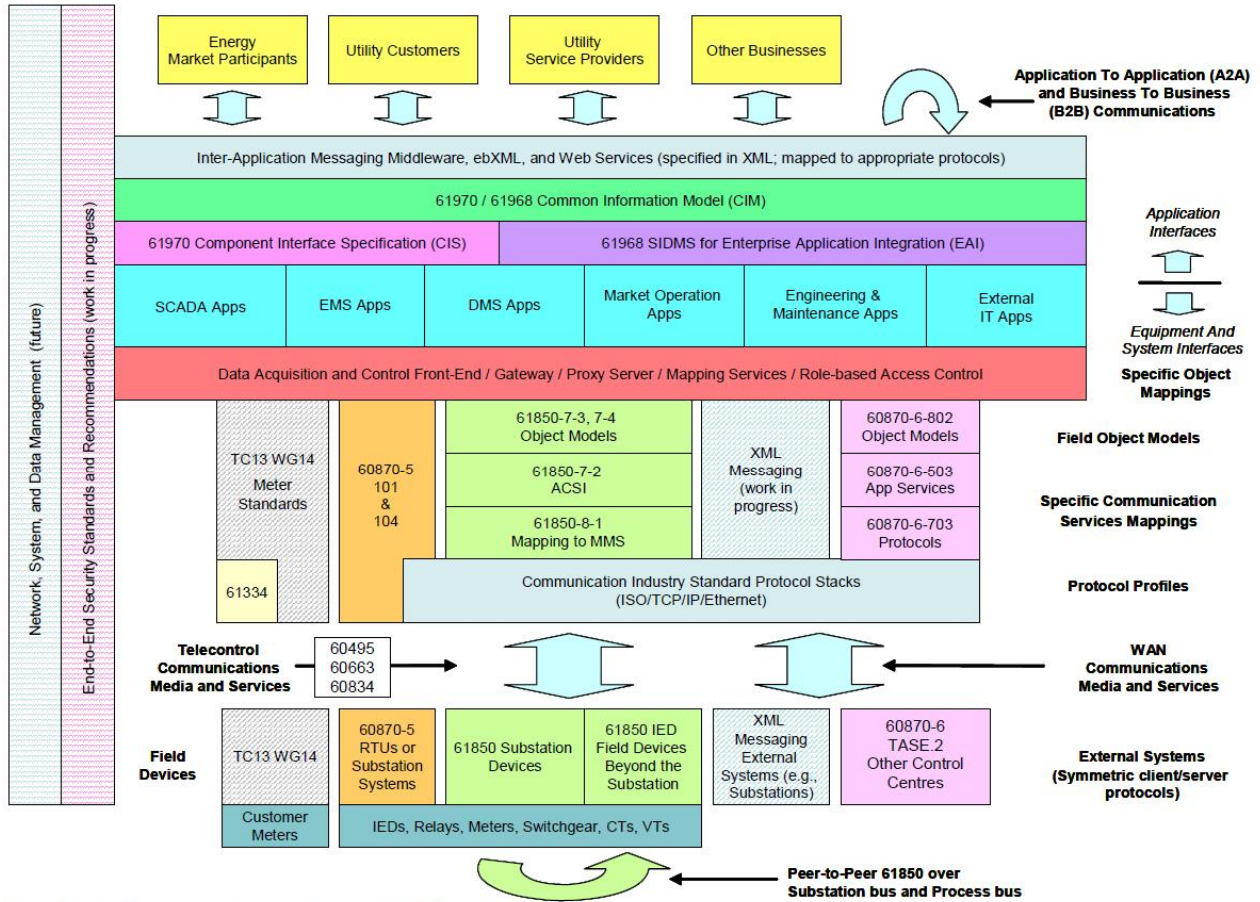 Energy
Market Participants
Utility Customers
Utility
Service Providers
Other Businesses
Application To Application (A2A)
and Business To Business
(B2B) Communications
Inter-Application Messaging Middleware, ebXML, and Web Services (specified in XML; mapped to appropriate protocols)
61970 / 61968 Common Information Model (CIM)
61970 Component Interface Specification (CIS)
61968 SIDMS for Enterprise Application Integration (EAI)
Application
Interfaces
SCADA Apps
EMS Apps
DMS Apps
Market Operation
Apps
Engineering &
Maintenance Apps
External
IT Apps
Equipment And
System Interfaces
Data Acquisition and Control Front-End / Gateway / Proxy Server / Mapping Services / Role-based Access Control
Specific Object
Mappings
Network, System, and Data Management (future)
End-to-End Security Standards and Recommendations (work in progress)
TC13 WG14
Meter
Standards
61334
60870-5
101
&
104
61850-7-3, 7-4
Object Models
61850-7-2
ACSI
61850-8-1
Mapping to MMS
XML
Messaging
(work in
progress)
60870-6-802
Object Models
60870-6-503
App Services
60870-6-703
Protocols
Field Object Models
Specific Communication
Services Mappings
Communication Industry Standard Protocol Stacks
(ISO/TCP/IP/Ethernet)
Protocol Profiles
Telecontrol
Communications
Media and Services
60495
60663
60834
WAN
Communications
Media and Services
Field
Devices
TC13 WG14
60870-5
RTUs or
Substation
Systems
61850 Substation
Devices
61850 IED
Field Devices
Beyond the
Substation
XML
Messaging
External
Systems (e.g.,
Substations)
60870-6
TASE.2
Other Control
Centres
External Systems
(Symmetric client/server
protocols)
Customer
Meters
IEDs, Relays, Meters, Switchgear, CTs, VTs
Peer-to-Peer 61850 over
Substation bus and Process bus